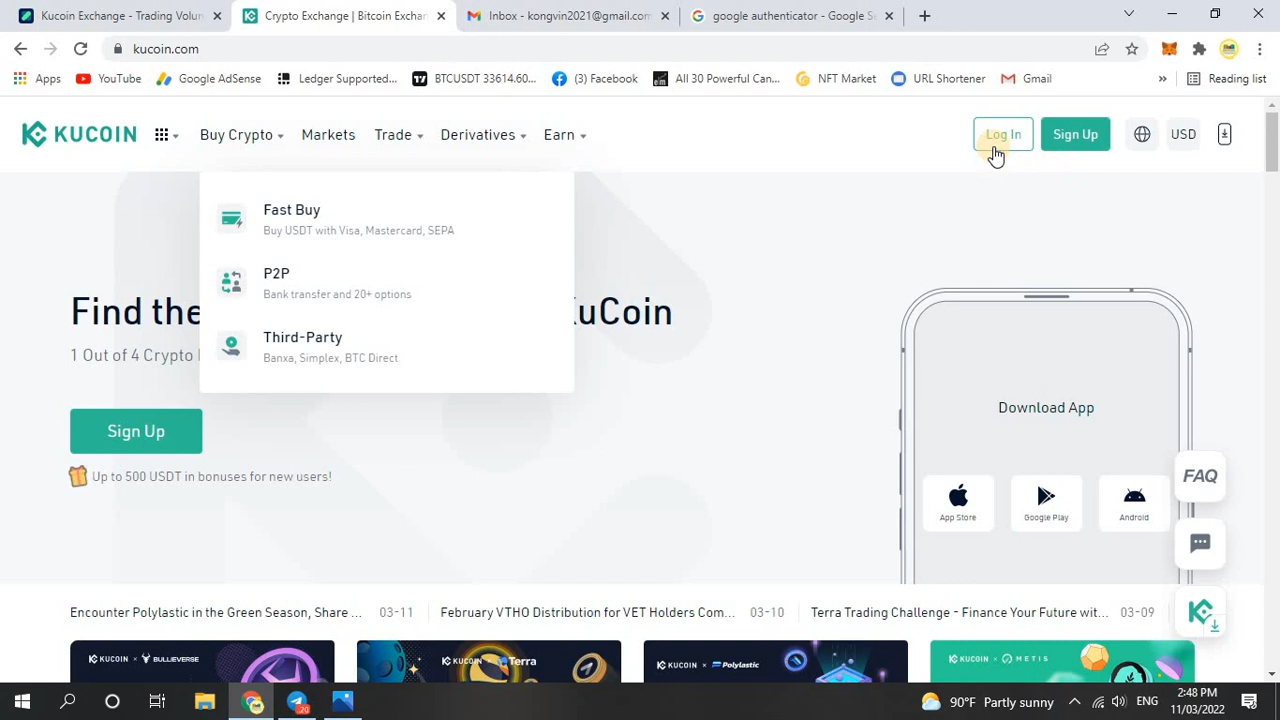 Kucoin Exchange - Trading Volun
Crypto Exchange | Bitcoin Exchan
Inbox - kongvin2021@gmail.com
google authenticator - Google Se
kucoin.com
Apps
YouTube
Google AdSense
Ledger Supported...
BTCUSDT 33614.60...
(3) Facebook
All 30 Powerful Can...
NFT Market
URL Shortener
Gmail
»
Reading list
KUCOIN
Buy Crypto
Markets
Trade
Derivatives
Earn
Log In
Sign Up
USD
Fast Buy
Buy USDT with Visa, Mastercard, SEPA
P2P
Bank transfer and 20+ options
Third-Party
Banxa, Simplex, BTC Direct
Find the
KuCoin
1 Out of 4 Crypto
Sign Up
Up to 500 USDT in bonuses for new users!
Download App
App Store
Google Play
Android
FAQ
Encounter Polylastic in the Green Season, Share ... 03-11
February VTHO Distribution for VET Holders Com... 03-10
Terra Trading Challenge - Finance Your Future wit... 03-09
KUCOIN × BULLIEVERSE
KUCOIN × Terra
KUCOIN × Polylastic
KUCOIN × METIS
20
90°F Partly sunny
ENG
2:48 PM
11/03/2022